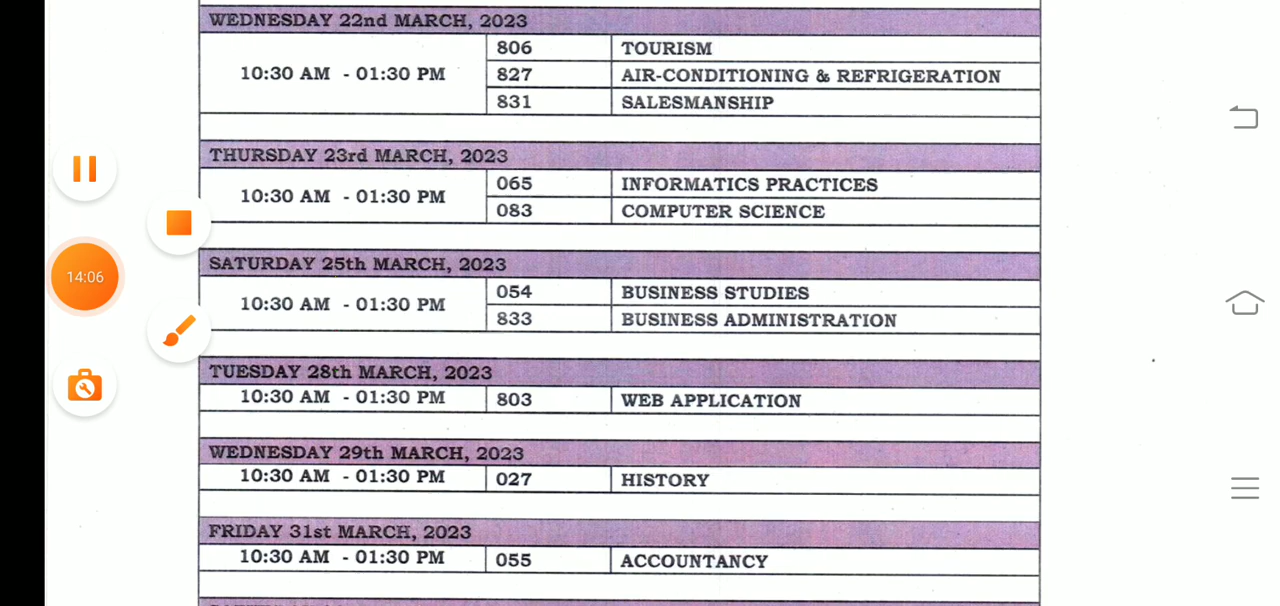 WEDNESDAY 22nd MARCH, 2023
10:30 AM - 01:30 PM
806 TOURISM
827 AIR-CONDITIONING & REFRIGERATION
831 SALESMANSHIP
THURSDAY 23rd MARCH, 2023
10:30 AM - 01:30 PM
065 INFORMATICS PRACTICES
083 COMPUTER SCIENCE
SATURDAY 25th MARCH, 2023
10:30 AM - 01:30 PM
054 BUSINESS STUDIES
833 BUSINESS ADMINISTRATION
TUESDAY 28th MARCH, 2023
10:30 AM - 01:30 PM 803 WEB APPLICATION
WEDNESDAY 29th MARCH, 2023
10:30 AM - 01:30 PM 027 HISTORY
FRIDAY 31st MARCH, 2023
10:30 AM - 01:30 PM 055 ACCOUNTANCY
14:06